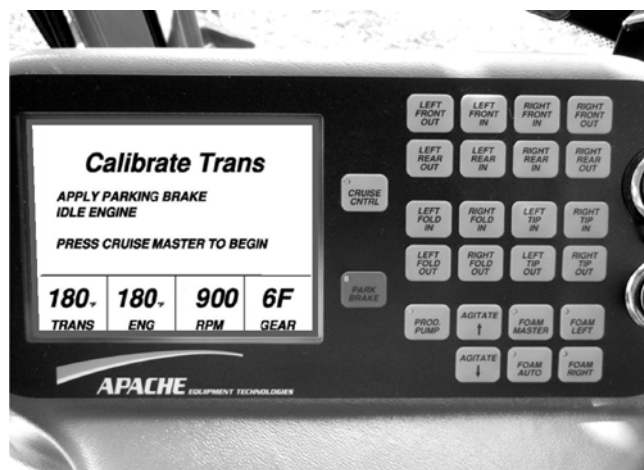 Calibrate Trans
APPLY PARKING BRAKE
IDLE ENGINE
PRESS CRUISE MASTER TO BEGIN
180°F 180°F 900 6F
TRANS ENG RPM GEAR
APACHE EQUIPMENT TECHNOLOGIES
CRUISE
CNTRL
PARK
BRAKE
LEFT
FRONT
OUT
LEFT
FRONT
IN
RIGHT
FRONT
IN
RIGHT
FRONT
OUT
LEFT
REAR
OUT
LEFT
REAR
IN
RIGHT
REAR
IN
RIGHT
REAR
OUT
LEFT
FOLD
IN
RIGHT
FOLD
IN
LEFT
TIP
IN
RIGHT
TIP
IN
LEFT
FOLD
OUT
RIGHT
FOLD
OUT
LEFT
TIP
OUT
RIGHT
TIP
OUT
PROD.
PUMP
AGITATE
↑
FOAM
MASTER
FOAM
LEFT
AGITATE
↓
FOAM
AUTO
FOAM
RIGHT